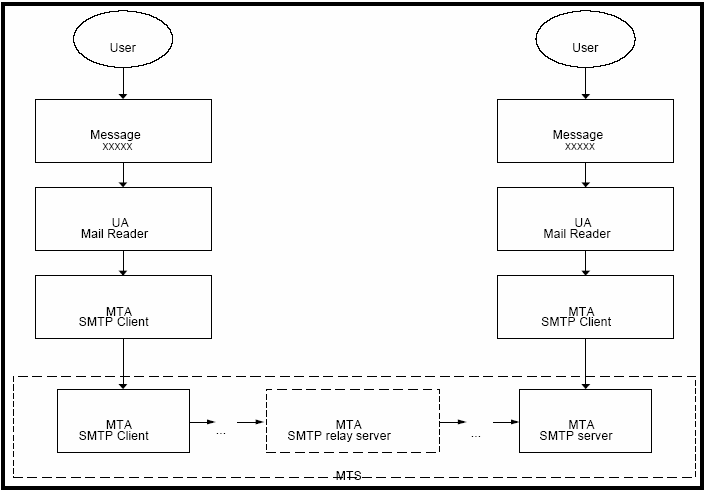 User
User
Message
xxxxx
Message
xxxxx
UA
Mail Reader
UA
Mail Reader
MTA
SMTP Client
MTA
SMTP Client
MTA
SMTP Client
...
MTA
SMTP relay server
...
MTA
SMTP server
MTS